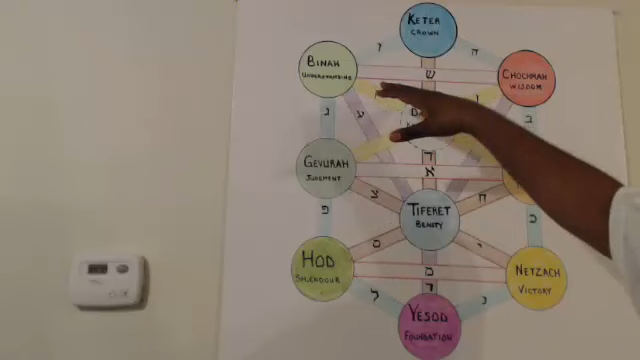 KETER
CROWN
ו
ה
BINAH
UNDERSTANDING
ש
CHOCHMAH
WISDOM
ע
ב
GEVURAH
JUDGEMENT
ר
א
צ
ח
פ
TIFERET
BEAUTY
כ
ס
י
HOD
SPLENDOUR
מ
NETZACH
VICTORY
ל
נ
YESOD
FOUNDATION